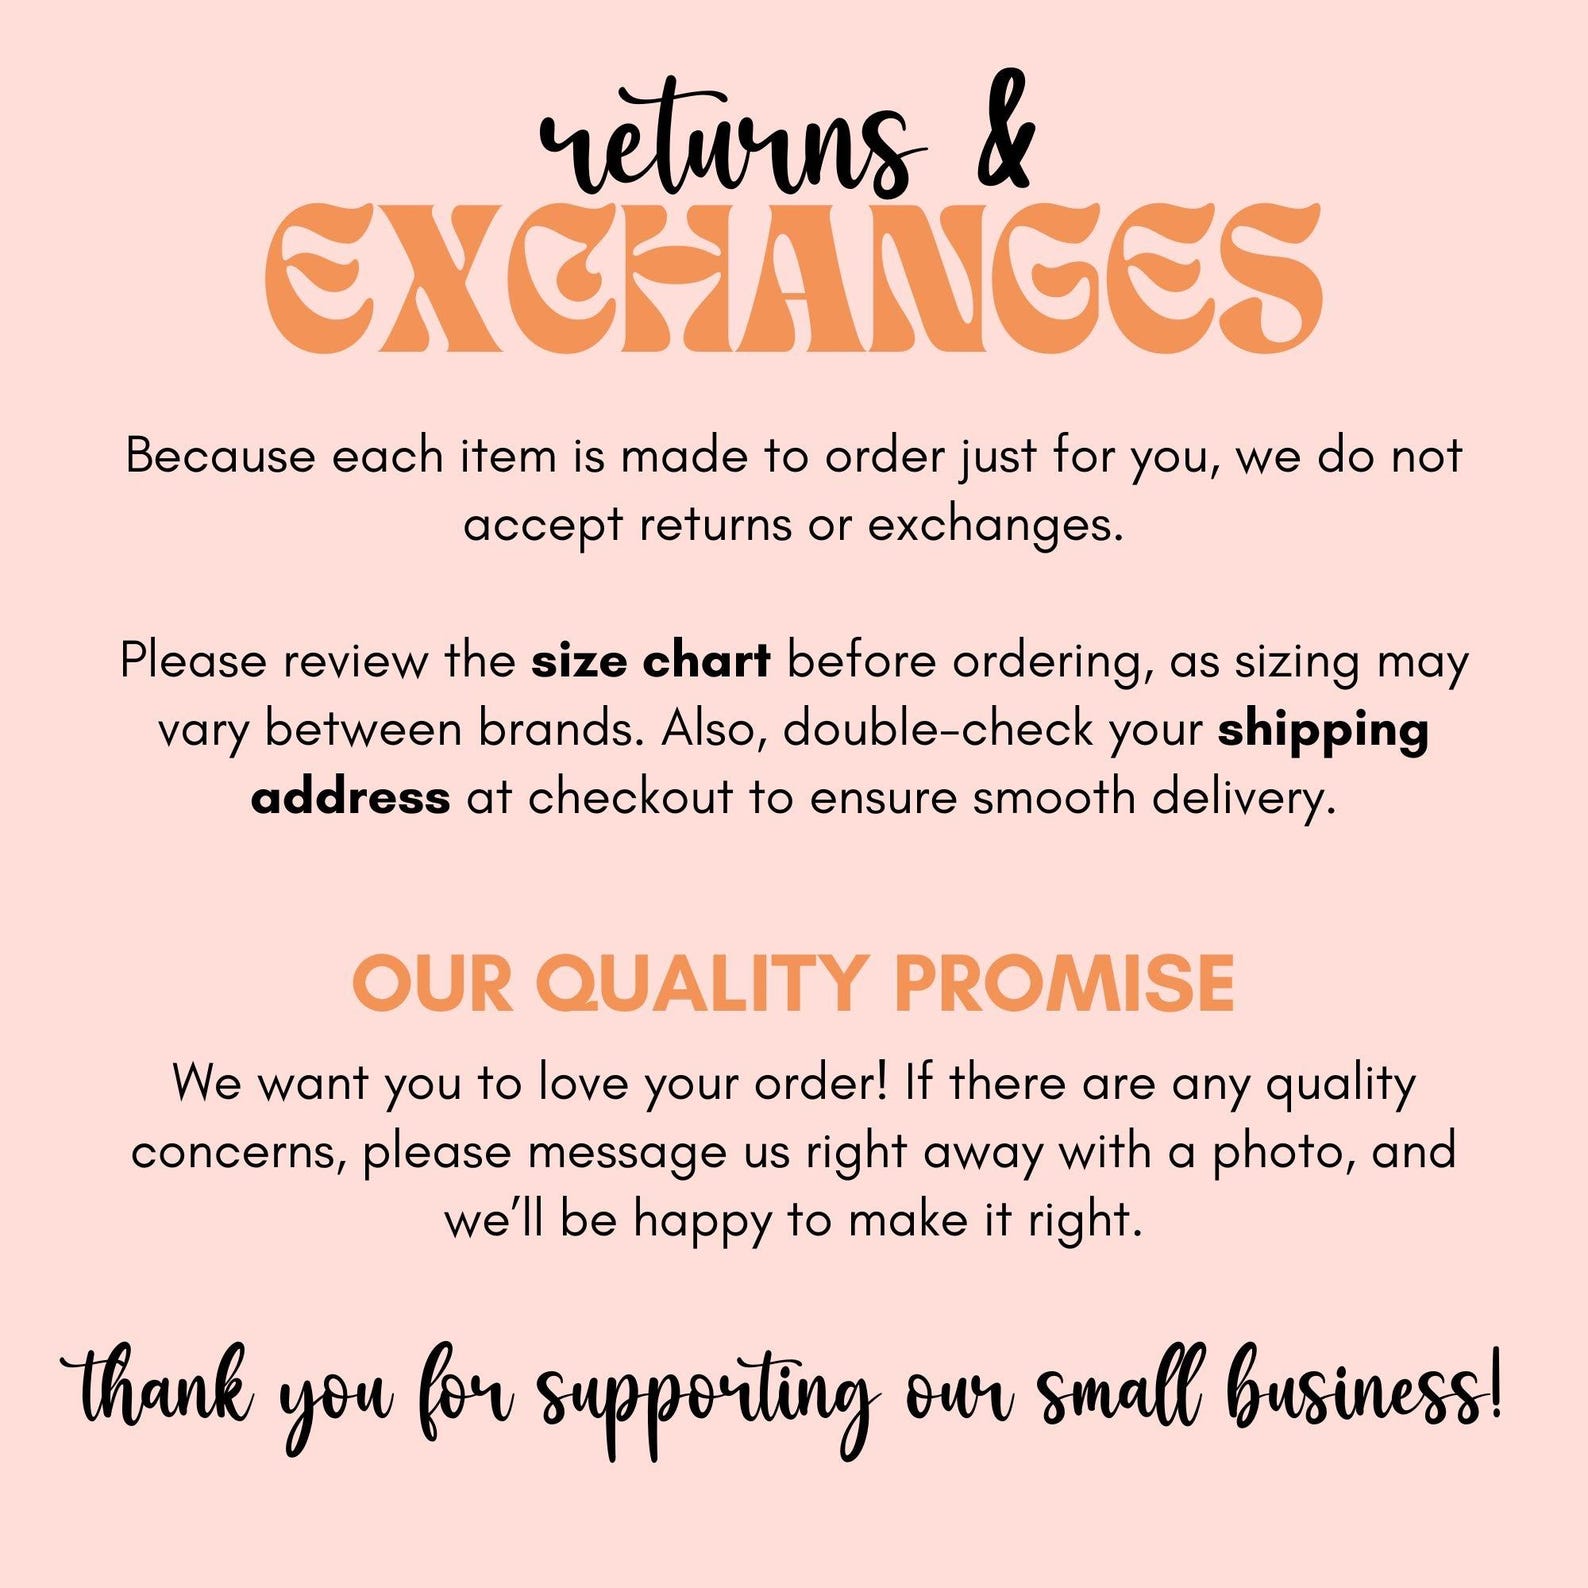 returns &
EXCHANGES
Because each item is made to order just for you, we do not
accept returns or exchanges.
Please review the size chart before ordering, as sizing may
vary between brands. Also, double-check your shipping
address at checkout to ensure smooth delivery.
OUR QUALITY PROMISE
We want you to love your order! If there are any quality
concerns, please message us right away with a photo, and
we’ll be happy to make it right.
thank you for supporting our small business!